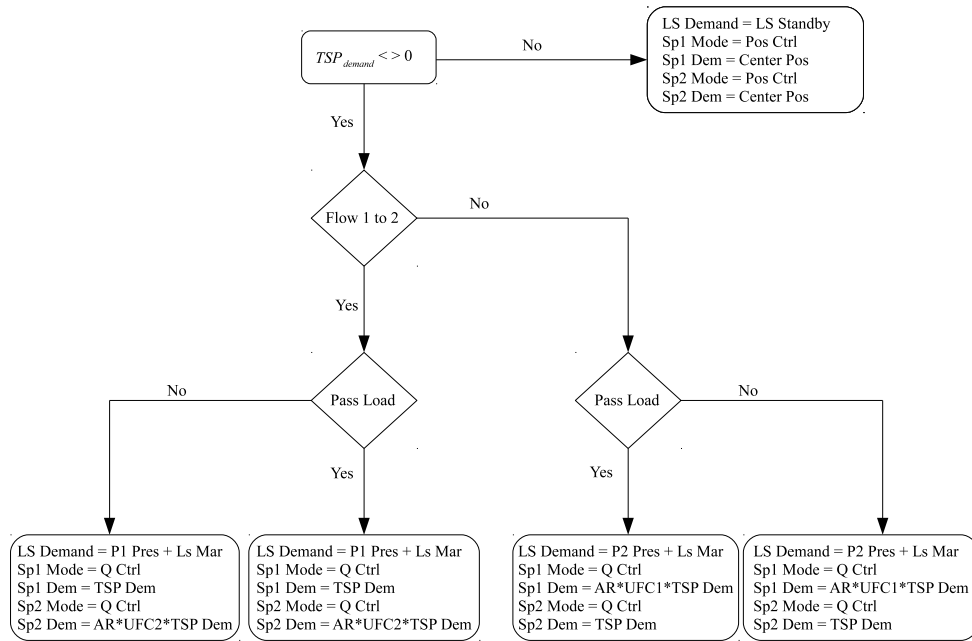 TSP demand < > 0
No
LS Demand = LS Standby
Sp1 Mode = Pos Ctrl
Sp1 Dem = Center Pos
Sp2 Mode = Pos Ctrl
Sp2 Dem = Center Pos
Yes
Flow 1 to 2
No
Yes
Pass Load
No
Yes
Pass Load
No
Yes
LS Demand = P1 Pres + Ls Mar
Sp1 Mode = Q Ctrl
Sp1 Dem = TSP Dem
Sp2 Mode = Q Ctrl
Sp2 Dem = AR*UFC2*TSP Dem
LS Demand = P1 Pres + Ls Mar
Sp1 Mode = Q Ctrl
Sp1 Dem = TSP Dem
Sp2 Mode = Q Ctrl
Sp2 Dem = AR*UFC2*TSP Dem
LS Demand = P2 Pres + Ls Mar
Sp1 Mode = Q Ctrl
Sp1 Dem = AR*UFC1*TSP Dem
Sp2 Mode = Q Ctrl
Sp2 Dem = TSP Dem
LS Demand = P2 Pres + Ls Mar
Sp1 Mode = Q Ctrl
Sp1 Dem = AR*UFC1*TSP Dem
Sp2 Mode = Q Ctrl
Sp2 Dem = TSP Dem